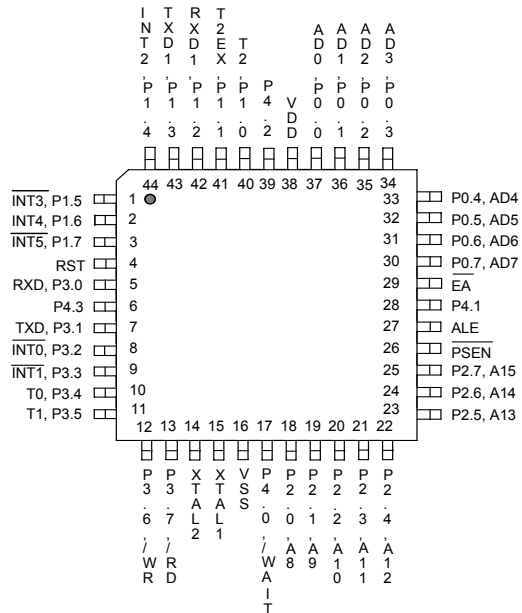 INT2,P1.4
TXD1,P1.3
RXD1,P1.2
T2EX,P1.1
T2,P1.0
P4.2
VDD
AD0,P0.0
AD1,P0.1
AD2,P0.2
AD3,P0.3
44 43 42 41 40 39 38 37 36 35 34
INT3, P1.5 1
INT4, P1.6 2
INT5, P1.7 3
RST 4
RXD, P3.0 5
P4.3 6
TXD, P3.1 7
INT0, P3.2 8
INT1, P3.3 9
T0, P3.4 10
T1, P3.5 11
33 P0.4, AD4
32 P0.5, AD5
31 P0.6, AD6
30 P0.7, AD7
29 EA
28 P4.1
27 ALE
26 PSEN
25 P2.7, A15
24 P2.6, A14
23 P2.5, A13
12 13 14 15 16 17 18 19 20 21 22
P3.6,/WR
P3.7,/RD
XTAL2
XTAL1
VSS
P4.0,/WAIT
P2.0,A8
P2.1,A9
P2.2,A10
P2.3,A11
P2.4,A12